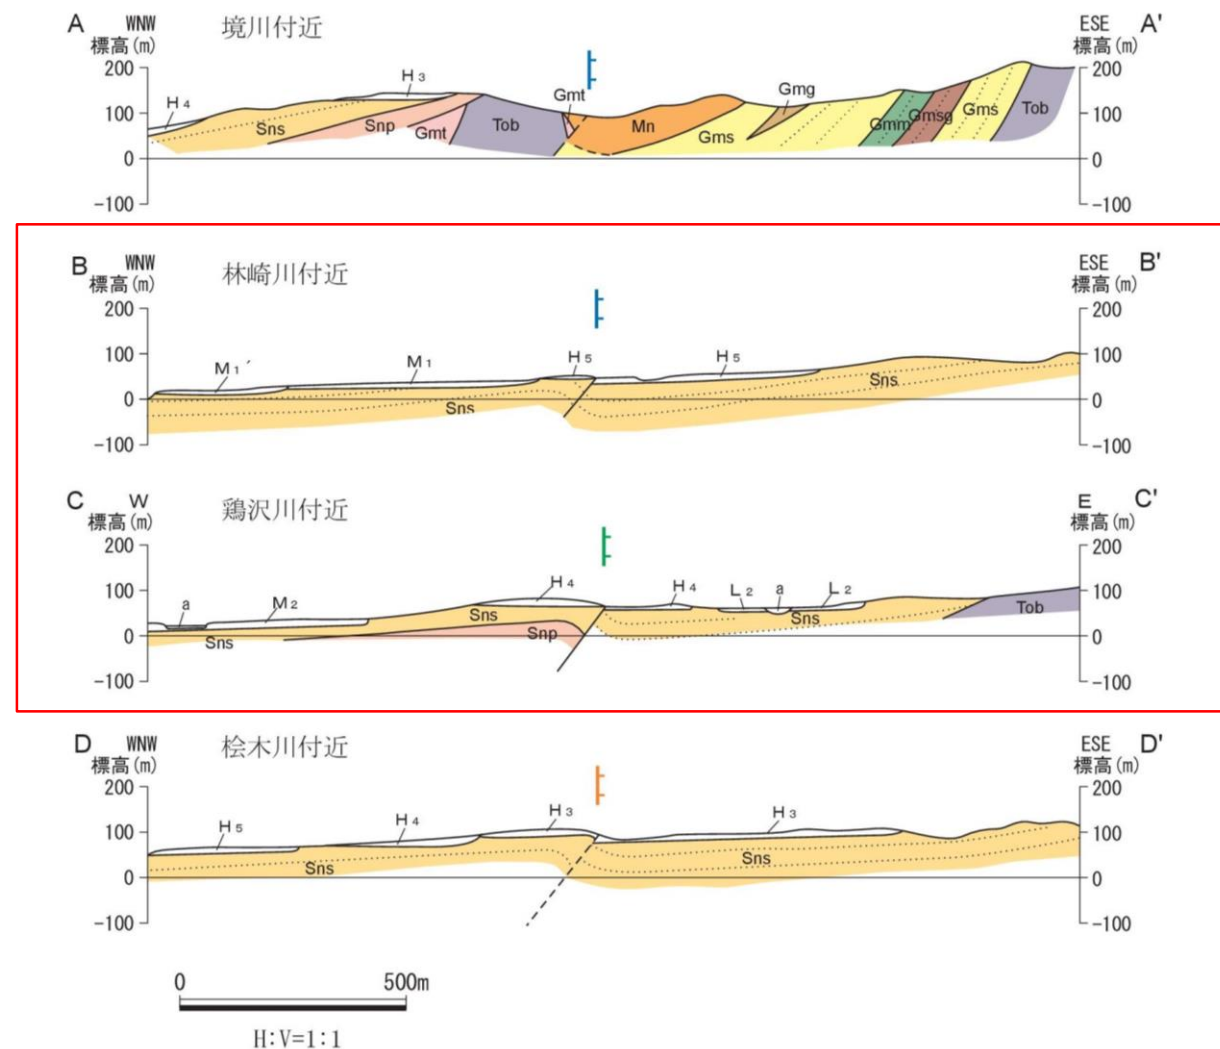 A WNW 境川付近 ESE A'
標高(m) 標高(m)
200 200
H3
H4
Gmt
Gmg
100 100
Sns Snp Gmt Tob Mn Gms Gmm Gmsg Gms Tob
0 0
-100 -100
B WNW 林崎川付近 ESE B'
標高(m) 標高(m)
200 200
100 100
M1' M1 H5 H5
Sns
0 0
Sns
-100 -100
C W 鶏沢川付近 E C'
標高(m) 標高(m)
200 200
100 100
a M2 H4 H4 L2 a L2
Sns Sns Tob
Snp
0 0
Sns
-100 -100
D WNW 桧木川付近 ESE D'
標高(m) 標高(m)
200 200
H5 H4 H3 H3
100 100
Sns Sns
0 0
-100 -100
0 500m
H:V=1:1